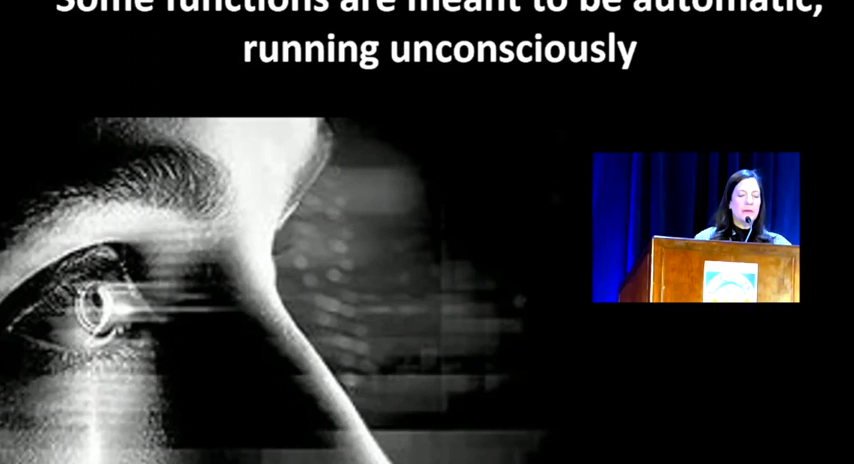 Some functions are meant to be automatic,
running unconsciously